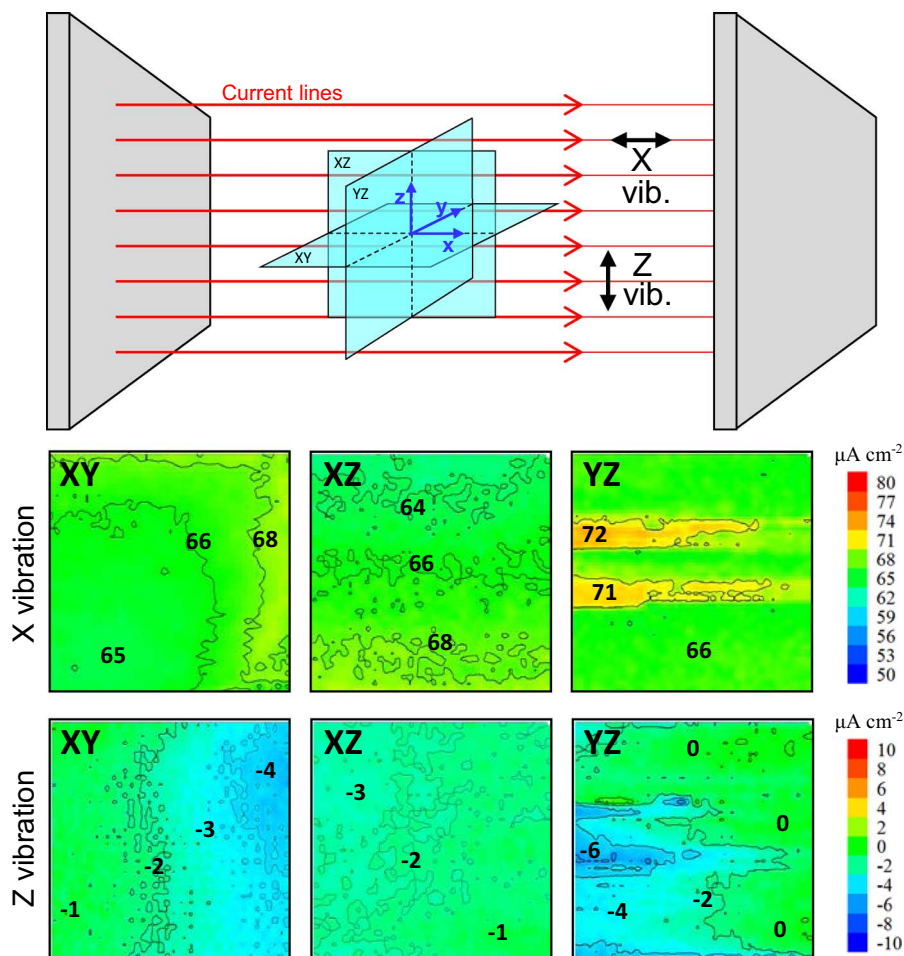 Current lines
XZ
X
vib.
YZ
z
y
x
XY
Z
vib.
X vibration
XY
66
68
65
XZ
64
66
68
YZ
72
71
66
µA cm-2
80
77
74
71
68
65
62
59
56
53
50
Z vibration
XY
-4
-3
-2
-1
XZ
-3
-2
-1
YZ
0
0
-6
-2
-4
0
µA cm-2
10
8
6
4
2
0
-2
-4
-6
-8
-10